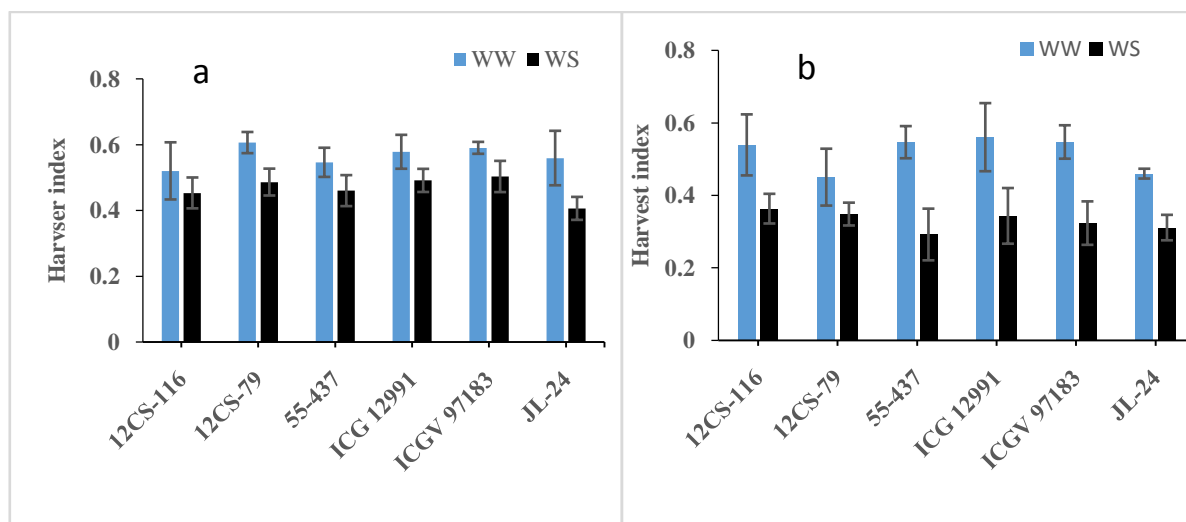 a
WW WS
0.8
0.6
0.4
0.2
0
Harvser index
12CS-116
12CS-79
55-437
ICG 12991
ICGV 97183
JL-24
b
WW WS
0.8
0.6
0.4
0.2
0
Harvest index
12CS-116
12CS-79
55-437
ICG 12991
ICGV 97183
JL-24